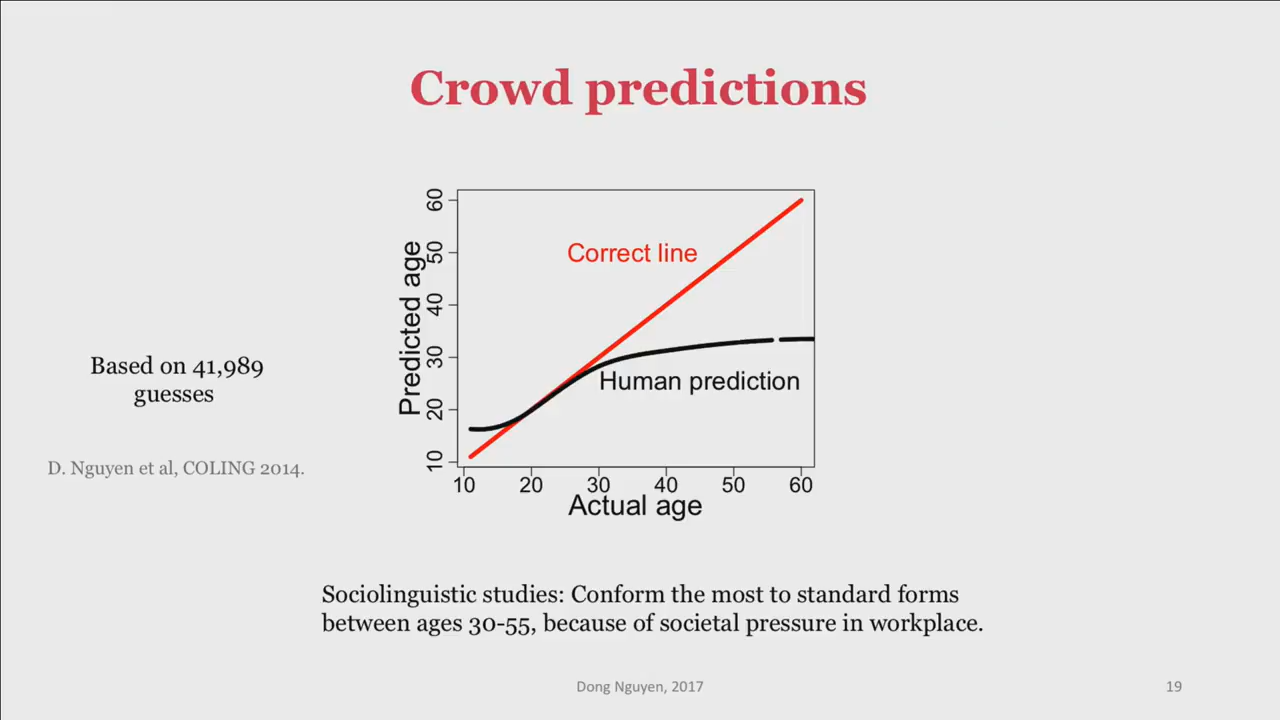 Crowd predictions
Based on 41,989
guesses
D. Nguyen et al, COLING 2014.
Predicted age
60
50
40
30
20
10
Correct line
Human prediction
10 20 30 40 50 60
Actual age
Sociolinguistic studies: Conform the most to standard forms
between ages 30-55, because of societal pressure in workplace.
Dong Nguyen, 2017
19